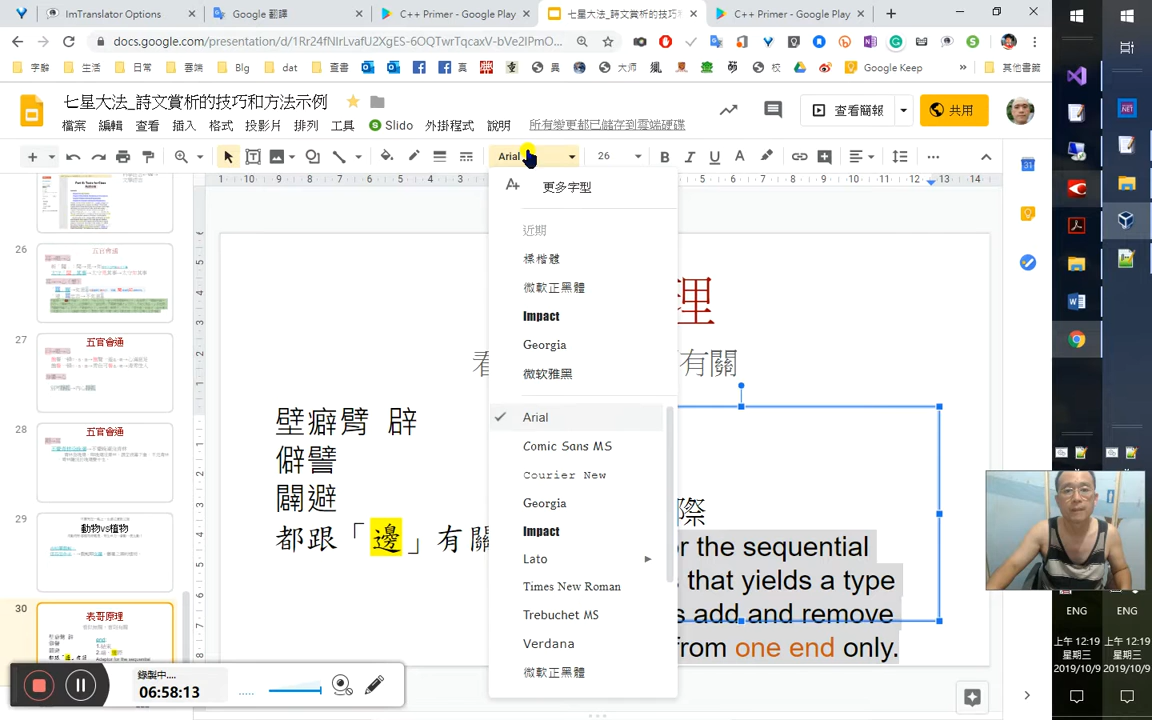 ImTranslator Options
Google 翻譯
C++ Primer - Google Play
七星大法_詩文賞析的技巧和方
C++ Primer - Google Play
docs.google.com/presentation/d/1Rr24fNIrLvafU2XgES-6OQTwrTqcaxV-bVe2IPmO...
字辭
生活
日常
雲端
Blg
dat
查書
真
異
大师
校
Google Keep
其他書籤
七星大法_詩文賞析的技巧和方法示例
檔案 編輯 查看 插入 格式 投影片 排列 工具 Slido 外掛程式 說明 所有變更都已儲存到雲端硬碟
查看簡報
共用
Arial
26
更多字型
近期
微軟正黑體
Impact
Georgia
微软雅黑
Arial
Comic Sans MS
Courier New
Georgia
Impact
Lato
Times New Roman
Trebuchet MS
Verdana
微軟正黑體
26
五官會通
27
五官會通
28
五官會通
29
動物vs植物
30
表哥原理
理
看
有關
壁癖臂 辟
僻譬
闢避
都跟「邊」有關
際
or the sequential
that yields a type
s add and remove
from one end only.
錄製中....
06:58:13
ENG
ENG
上午 12:19
星期三
2019/10/9
上午 12:19
星期三
2019/10/9